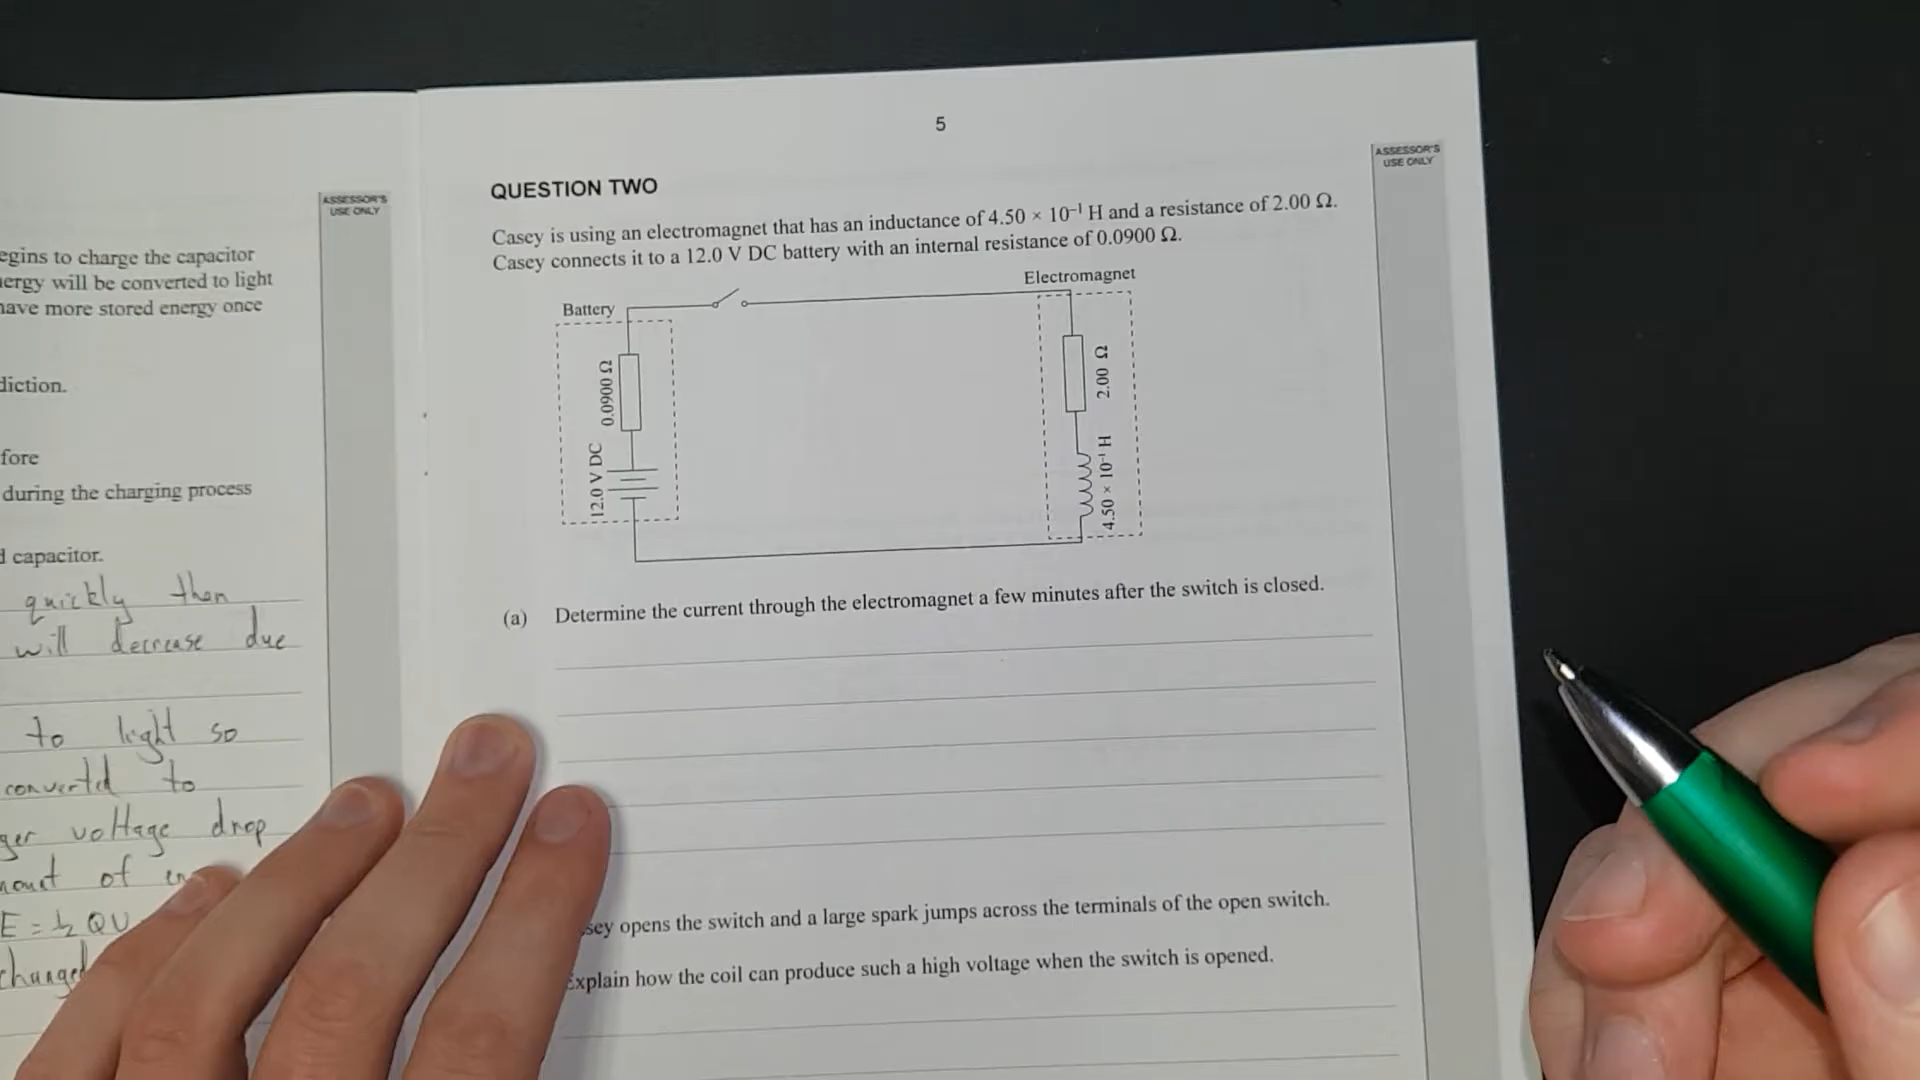 ASSESSOR'S
USE ONLY
egins to charge the capacitor
ergy will be converted to light
have more stored energy once
diction.
fore
during the charging process
d capacitor.
quickly then
will decrease due
to light so
convertd to
ger voltage drop
mount of en
E = ½ QV
changed
5
ASSESSOR'S
USE ONLY
QUESTION TWO
Casey is using an electromagnet that has an inductance of 4.50 × 10⁻¹ H and a resistance of 2.00 Ω.
Casey connects it to a 12.0 V DC battery with an internal resistance of 0.0900 Ω.
Battery
Electromagnet
0.0900 Ω
12.0 V DC
2.00 Ω
4.50 × 10⁻¹ H
(a) Determine the current through the electromagnet a few minutes after the switch is closed.
sey opens the switch and a large spark jumps across the terminals of the open switch.
Explain how the coil can produce such a high voltage when the switch is opened.